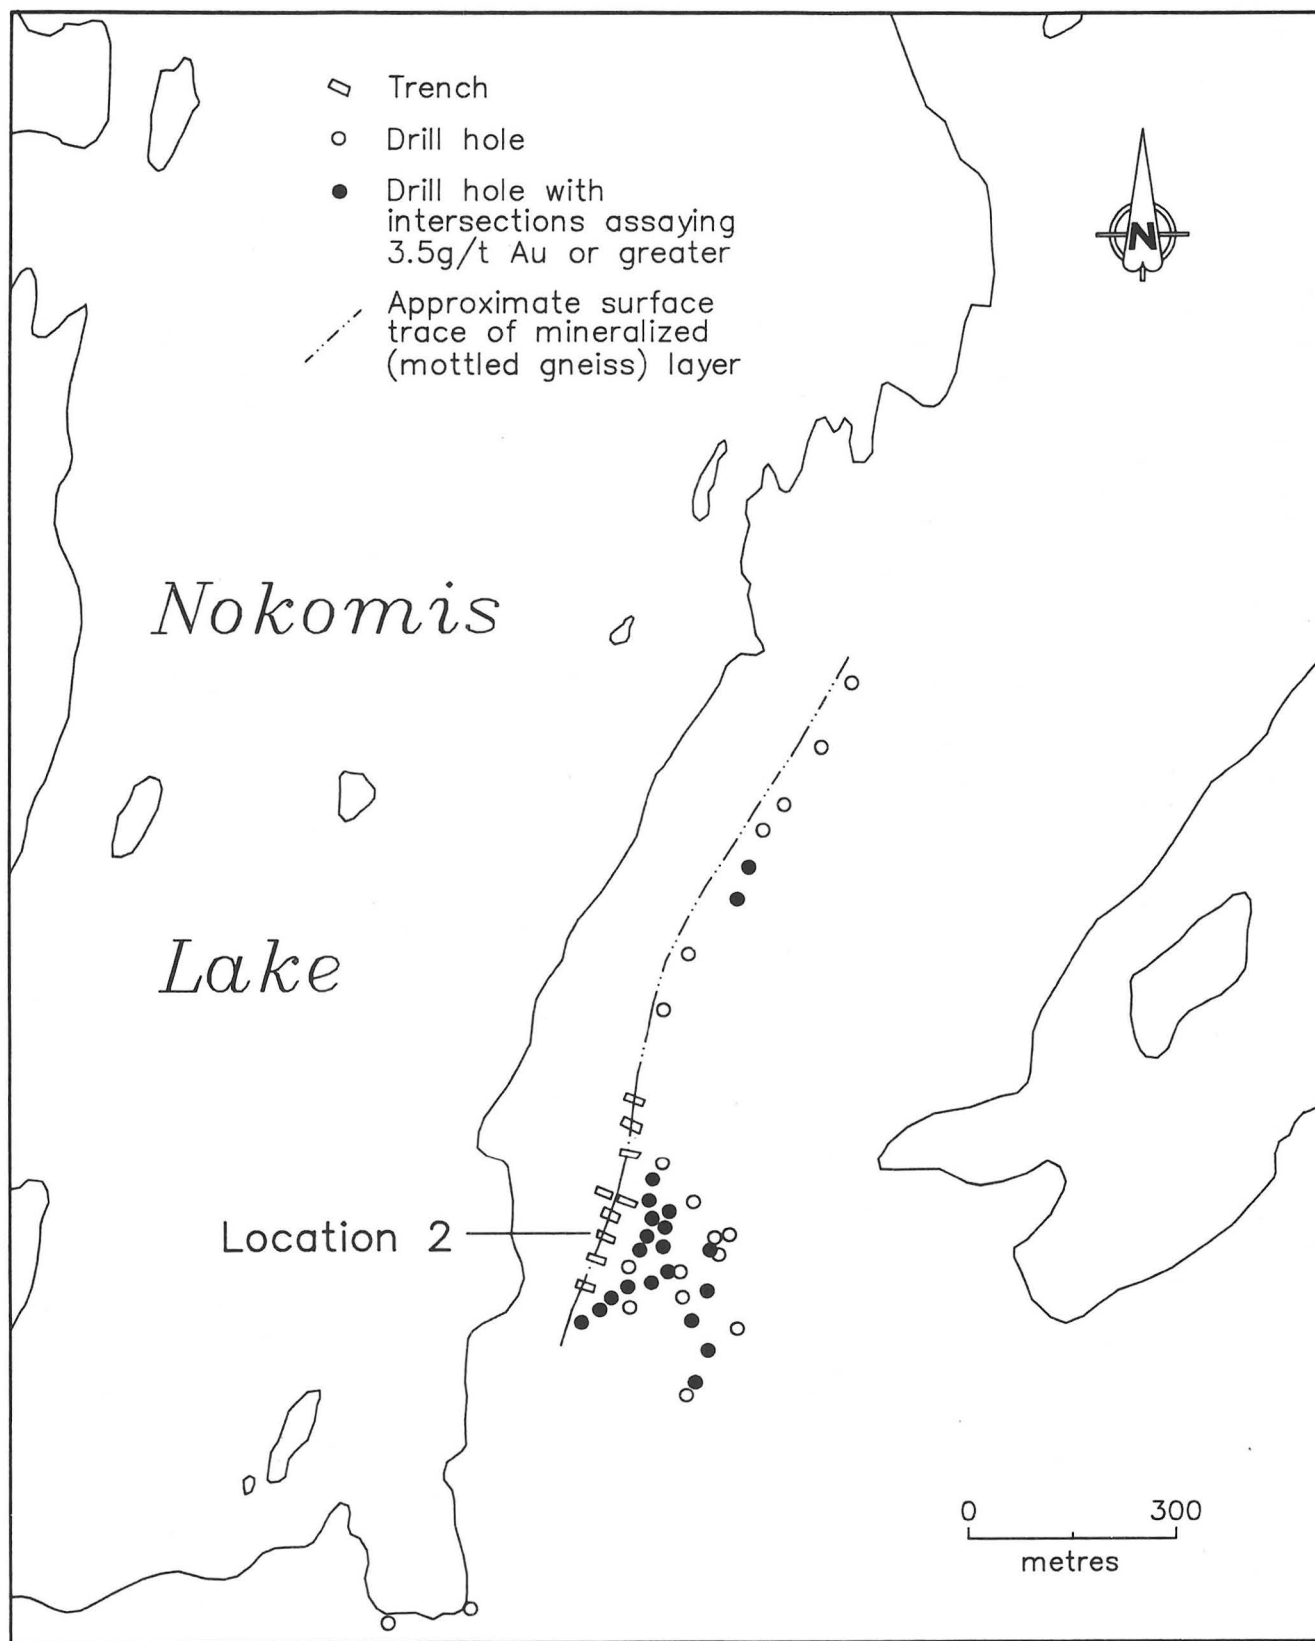 Trench
Drill hole
Drill hole with
intersections assaying
3.5g/t Au or greater
Approximate surface
trace of mineralized
(mottled gneiss) layer
N
Nokomis
Lake
Location 2
0 300
metres